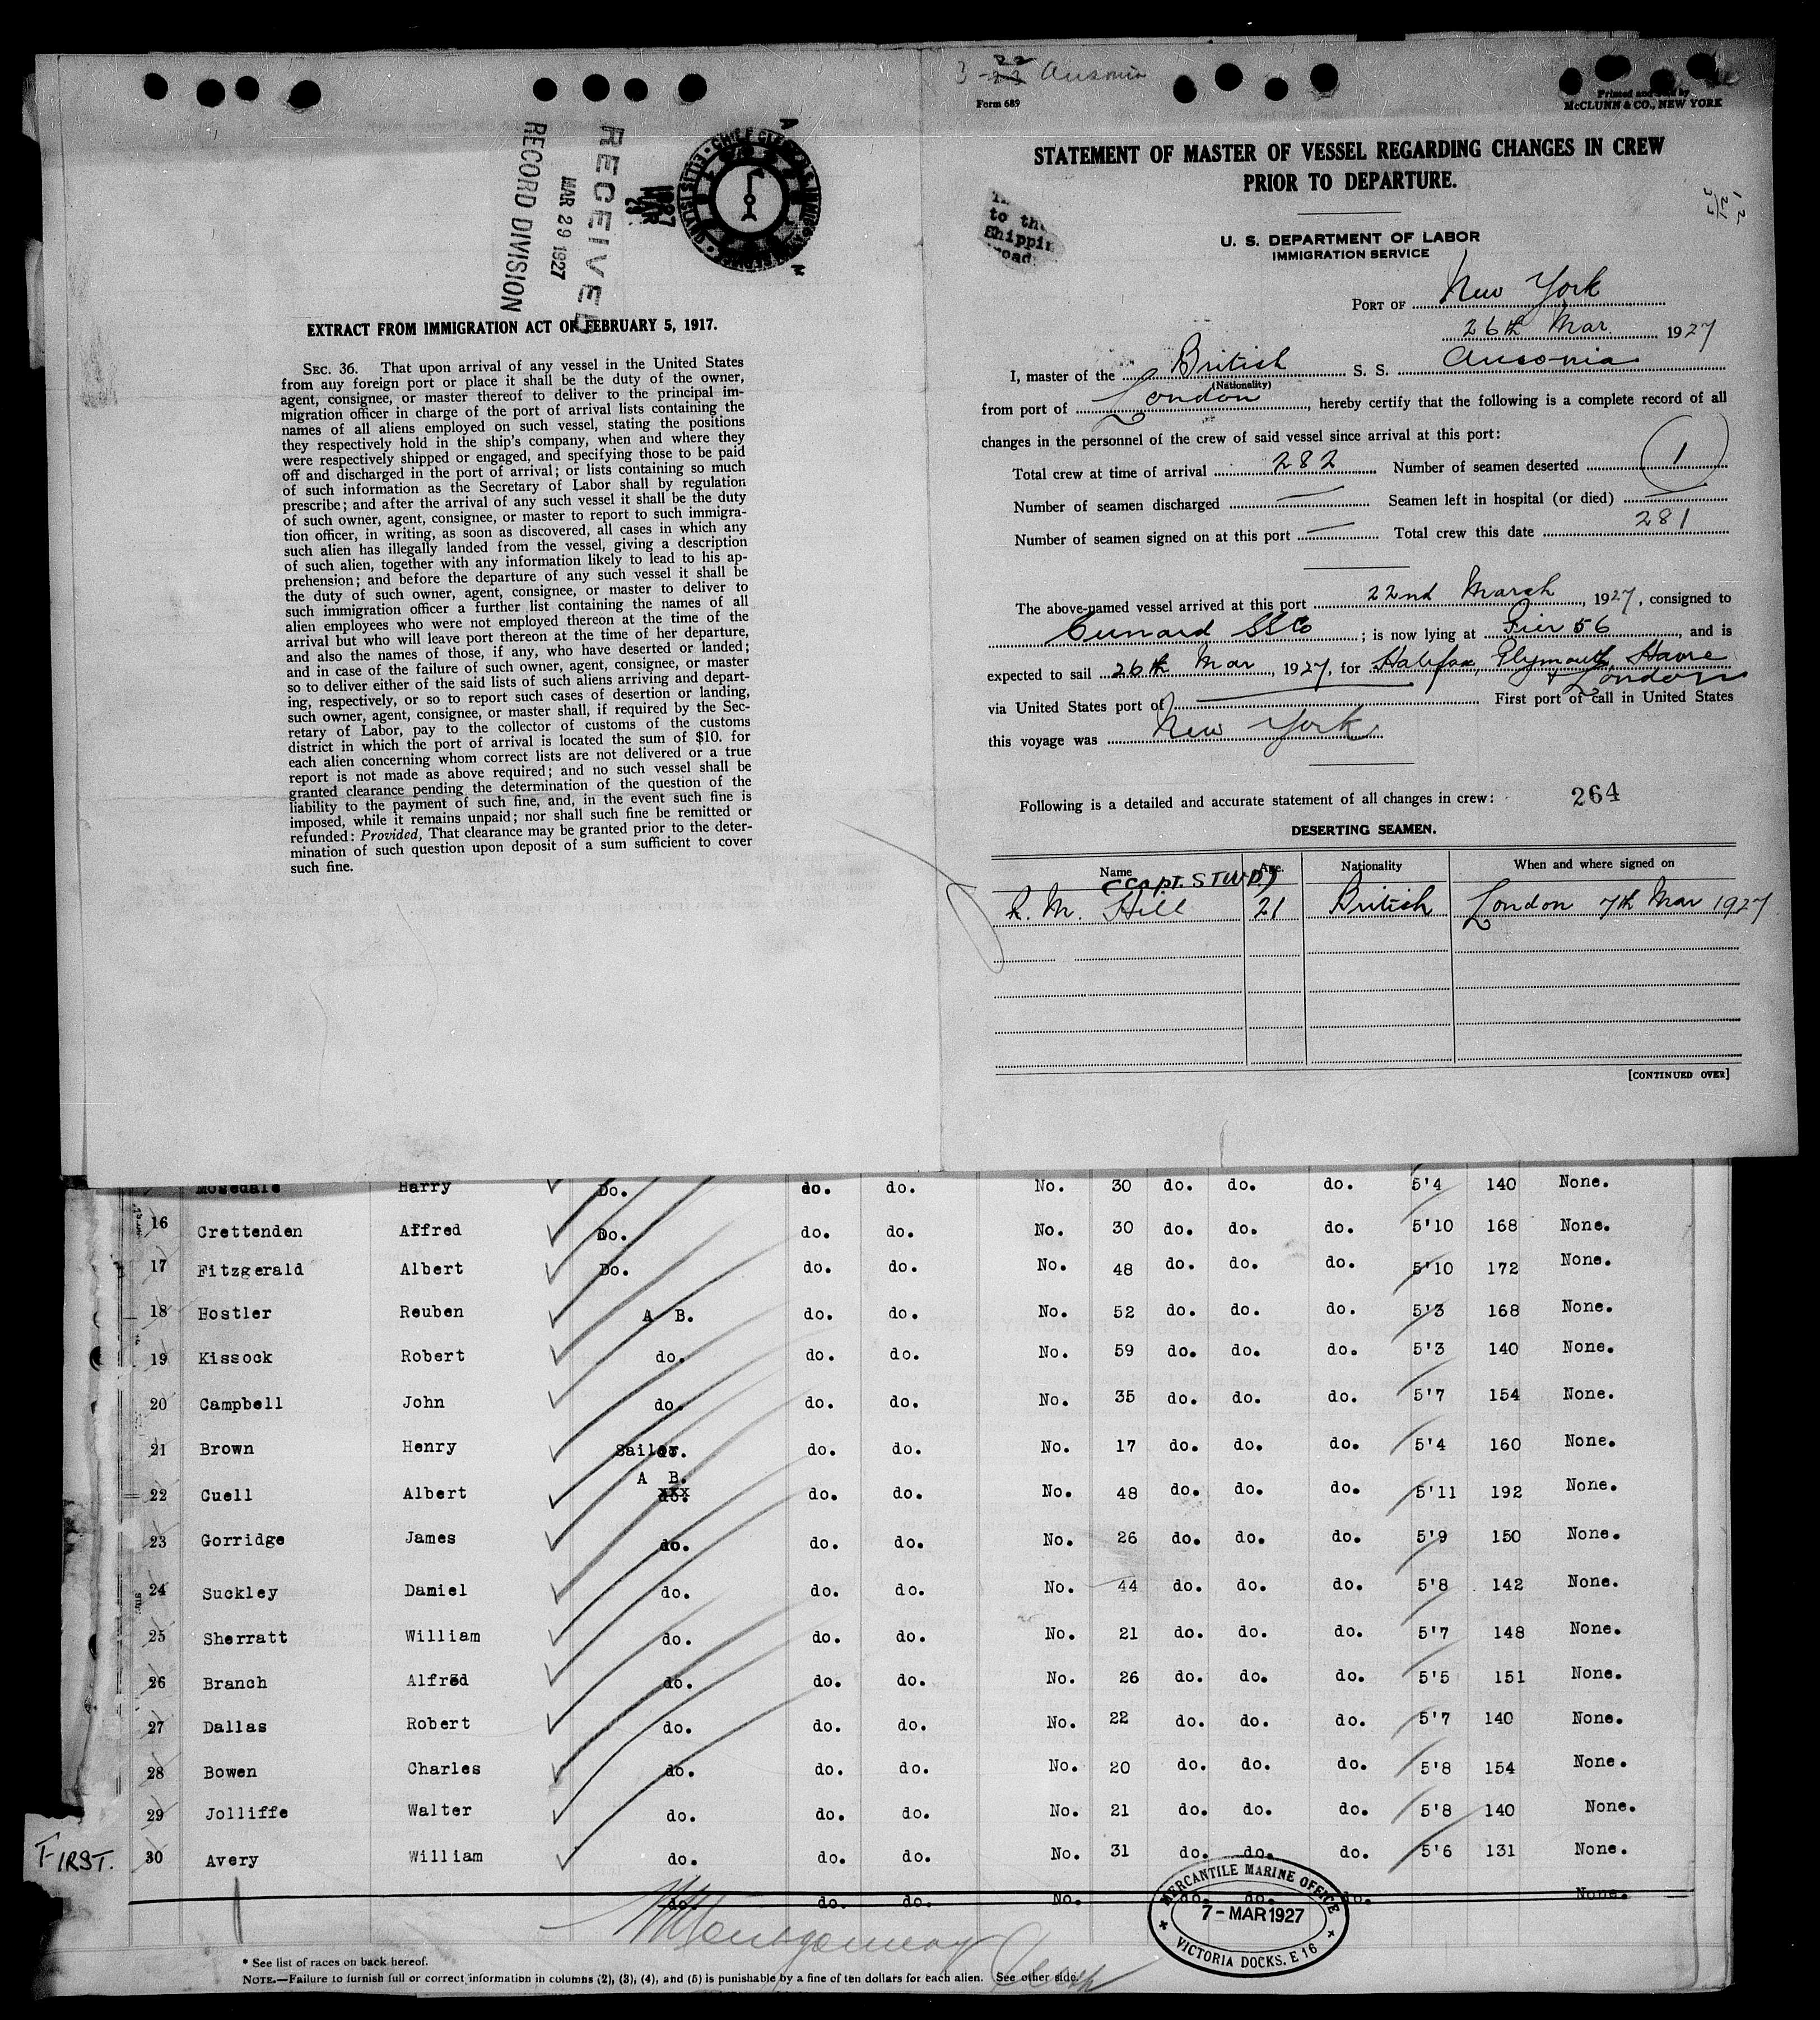 RECEIVED
MAR 29 1927
RECORD DIVISION
1927
MAR
EXTRACT FROM IMMIGRATION ACT OF FEBRUARY 5, 1917.
SEC. 36. That upon arrival of any vessel in the United States
from any foreign port or place it shall be the duty of the owner,
agent, consignee, or master thereof to deliver to the principal im-
migration officer in charge of the port of arrival lists containing the
names of all aliens employed on such vessel, stating the positions
they respectively hold in the ship's company, when and where they
were respectively shipped or engaged, and specifying those to be paid
off and discharged in the port of arrival; or lists containing so much
of such information as the Secretary of Labor shall by regulation
prescribe; and after the arrival of any such vessel it shall be the duty
of such owner, agent, consignee, or master to report to such immigra-
tion officer, in writing, as soon as discovered, all cases in which any
such alien has illegally landed from the vessel, giving a description
of such alien, together with any information likely to lead to his ap-
prehension; and before the departure of any such vessel it shall be
the duty of such owner, agent, consignee, or master to deliver to
such immigration officer a further list containing the names of all
alien employees who were not employed thereon at the time of the
arrival but who will leave port thereon at the time of her departure,
and also the names of those, if any, who have deserted or landed;
and in case of the failure of such owner, agent, consignee, or master
so to deliver either of the said lists of such aliens arriving and depart-
ing, respectively, or so to report such cases of desertion or landing,
such owner, agent, consignee, or master shall, if required by the Sec-
retary of Labor, pay to the collector of customs of the customs
district in which the port of arrival is located the sum of $10. for
each alien concerning whom correct lists are not delivered or a true
report is not made as above required; and no such vessel shall be
granted clearance pending the determination of the question of the
liability to the payment of such fine, and, in the event such fine is
imposed, while it remains unpaid; nor shall such fine be remitted or
refunded: Provided, That clearance may be granted prior to the deter-
mination of such question upon deposit of a sum sufficient to cover
such fine.
3 - 22 Ausonia
Form 689
Printed and Sold by
McCLUNN & CO., NEW YORK
STATEMENT OF MASTER OF VESSEL REGARDING CHANGES IN CREW
PRIOR TO DEPARTURE.
to the
Shippin
road
U. S. DEPARTMENT OF LABOR
IMMIGRATION SERVICE
PORT OF New York
26th Mar. 1927
I, master of the British S. S. Ausonia
(Nationality)
from port of London, hereby certify that the following is a complete record of all
changes in the personnel of the crew of said vessel since arrival at this port:
Total crew at time of arrival 282 Number of seamen deserted 1
Number of seamen discharged — Seamen left in hospital (or died) —
Number of seamen signed on at this port — Total crew this date 281
The above-named vessel arrived at this port 22nd March, 1927, consigned to
Cunard SS Co; is now lying at Pier 56, and is
expected to sail 26th Mar, 1927, for Halifax, Plymouth, Havre
& London
via United States port of — First port of call in United States
this voyage was New York
Following is a detailed and accurate statement of all changes in crew: 264
DESERTING SEAMEN.
Name Age. Nationality When and where signed on
(Capt. STWD)
Hill 21 British London 7th Mar 1927
[CONTINUED OVER]
Mosedale Harry Do. do. do. No. 30 do. do. do. 5'4 140 None.
16 Crettenden Alfred Do. do. do. No. 30 do. do. do. 5'10 168 None.
17 Fitzgerald Albert Do. do. do. No. 48 do. do. do. 5'10 172 None.
18 Hostler Reuben A B. do. do. No. 52 do. do. do. 5'3 168 None.
19 Kissock Robert do. do. do. No. 59 do. do. do. 5'3 140 None.
20 Campbell John do. do. do. No. 35 do. do. do. 5'7 154 None.
21 Brown Henry Sailor. do. do. No. 17 do. do. do. 5'4 160 None.
A B.
22 Cuell Albert do. do. do. No. 48 do. do. do. 5'11 192 None.
23 Gorridge James do. do. do. No. 26 do. do. do. 5'9 150 None.
24 Suckley Daniel do. do. do. No. 44 do. do. do. 5'8 142 None.
25 Sherratt William do. do. do. No. 21 do. do. do. 5'7 148 None.
26 Branch Alfred do. do. do. No. 26 do. do. do. 5'5 151 None.
27 Dallas Robert do. do. do. No. 22 do. do. do. 5'7 140 None.
28 Bowen Charles do. do. do. No. 20 do. do. do. 5'8 154 None.
29 Jolliffe Walter do. do. do. No. 21 do. do. do. 5'8 140 None.
FIRST.
30 Avery William do. do. do. No. 31 do. do. do. 5'6 131 None.
do. do. do. No. do. do. do. None.
MERCANTILE MARINE OFFICE
7 - MAR 1927
VICTORIA DOCKS. E 16
Montgomery
* See list of races on back hereof.
NOTE.—Failure to furnish full or correct information in columns (2), (3), (4), and (5) is punishable by a fine of ten dollars for each alien. See other side.